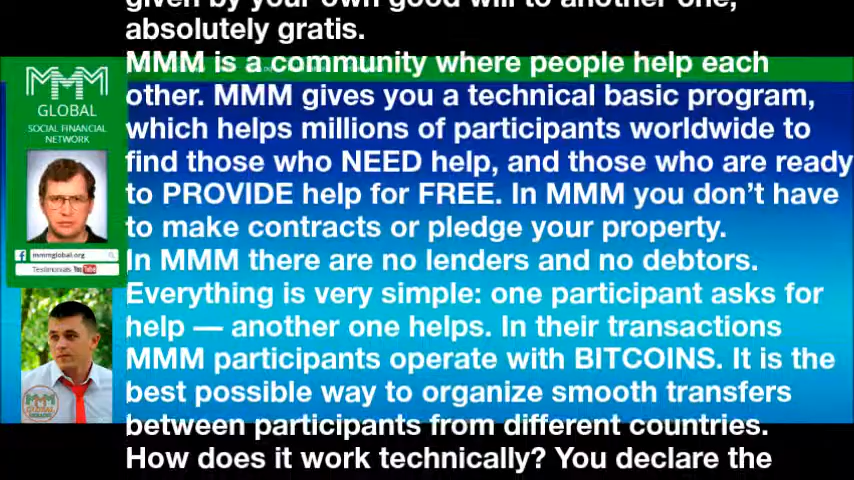 given by your own good will to another one,
absolutely gratis.
MMM is a community where people help each
other. MMM gives you a technical basic program,
which helps millions of participants worldwide to
find those who NEED help, and those who are ready
to PROVIDE help for FREE. In MMM you don’t have
to make contracts or pledge your property.
In MMM there are no lenders and no debtors.
Everything is very simple: one participant asks for
help — another one helps. In their transactions
MMM participants operate with BITCOINS. It is the
best possible way to organize smooth transfers
between participants from different countries.
How does it work technically? You declare the
MMM
GLOBAL
SOCIAL FINANCIAL
NETWORK
mmmglobal.org
Testimonials YouTube
MMM
GLOBAL